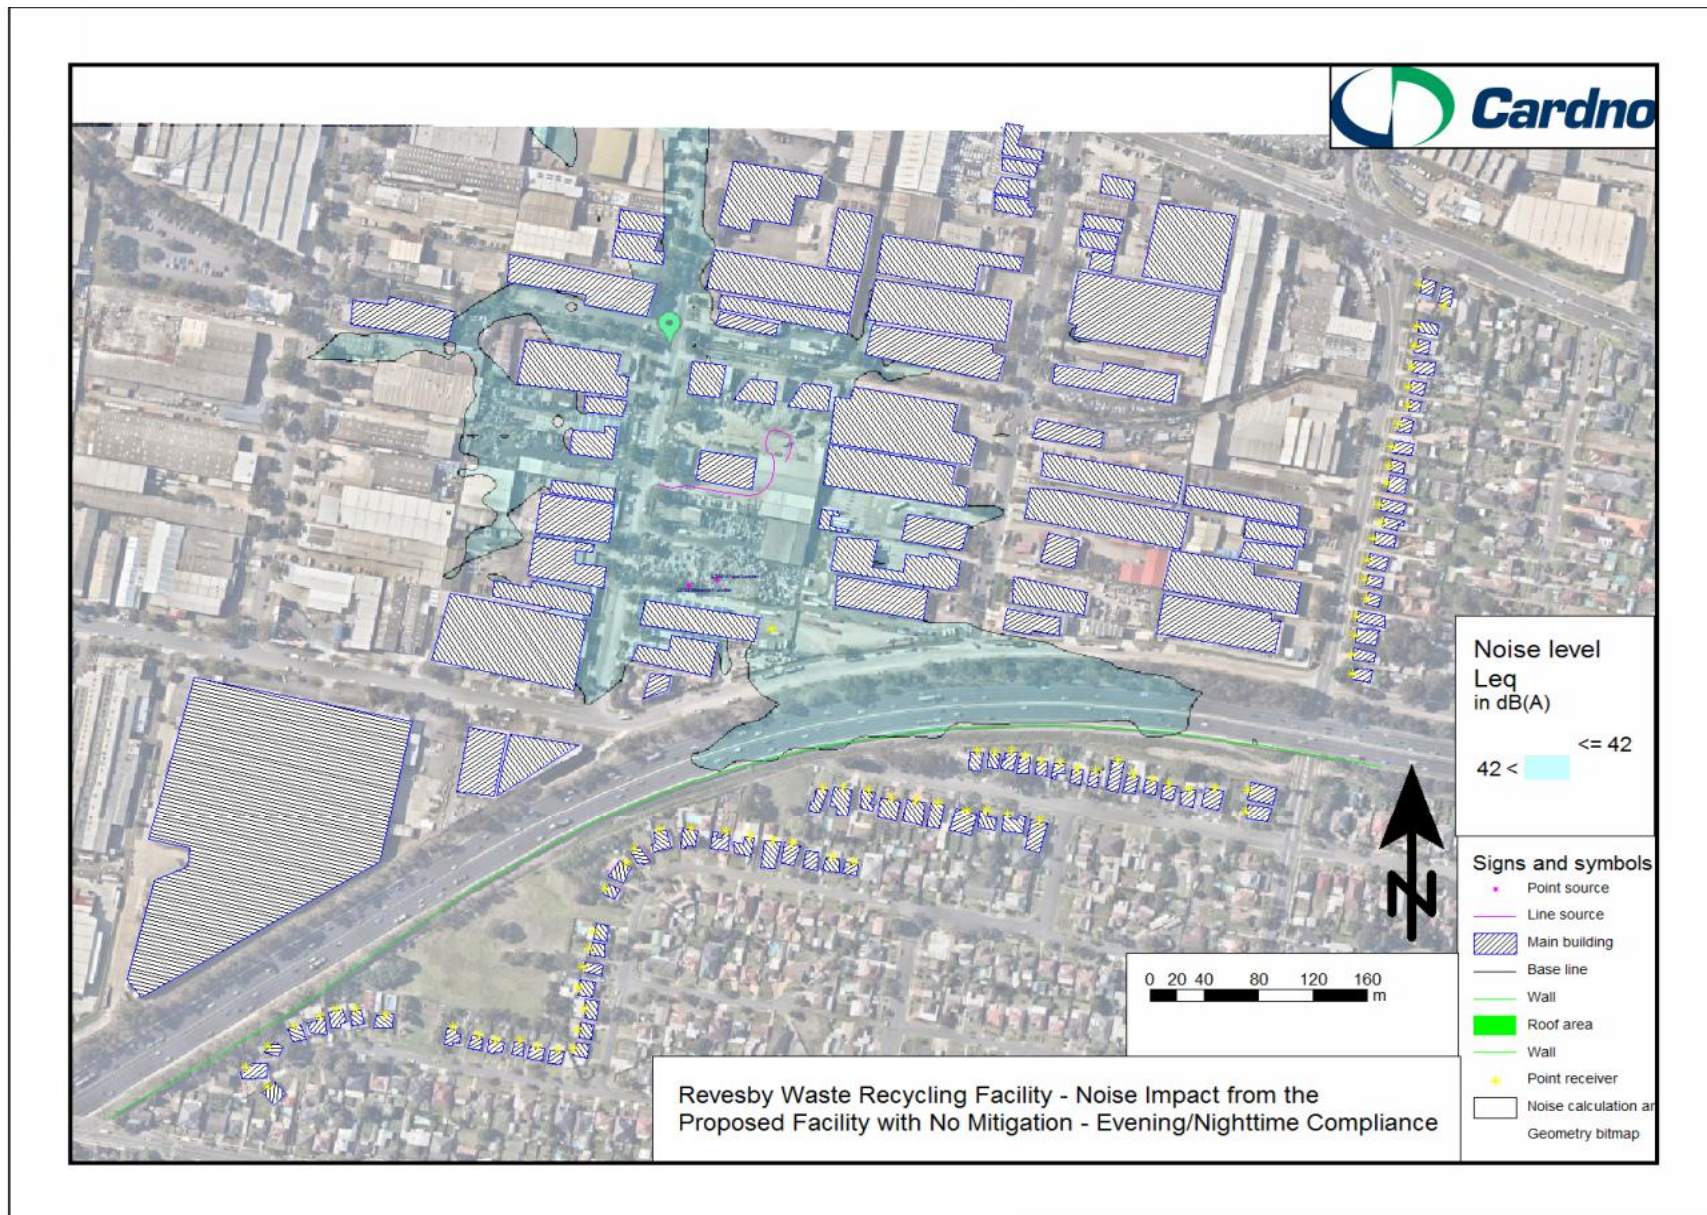 Cardno
Noise level
Leq
in dB(A)
<= 42
42 <
Signs and symbols
Point source
Line source
Main building
Base line
Wall
Roof area
Wall
Point receiver
Noise calculation ar
Geometry bitmap
N
0 20 40 80 120 160
m
Revesby Waste Recycling Facility - Noise Impact from the
Proposed Facility with No Mitigation - Evening/Nighttime Compliance